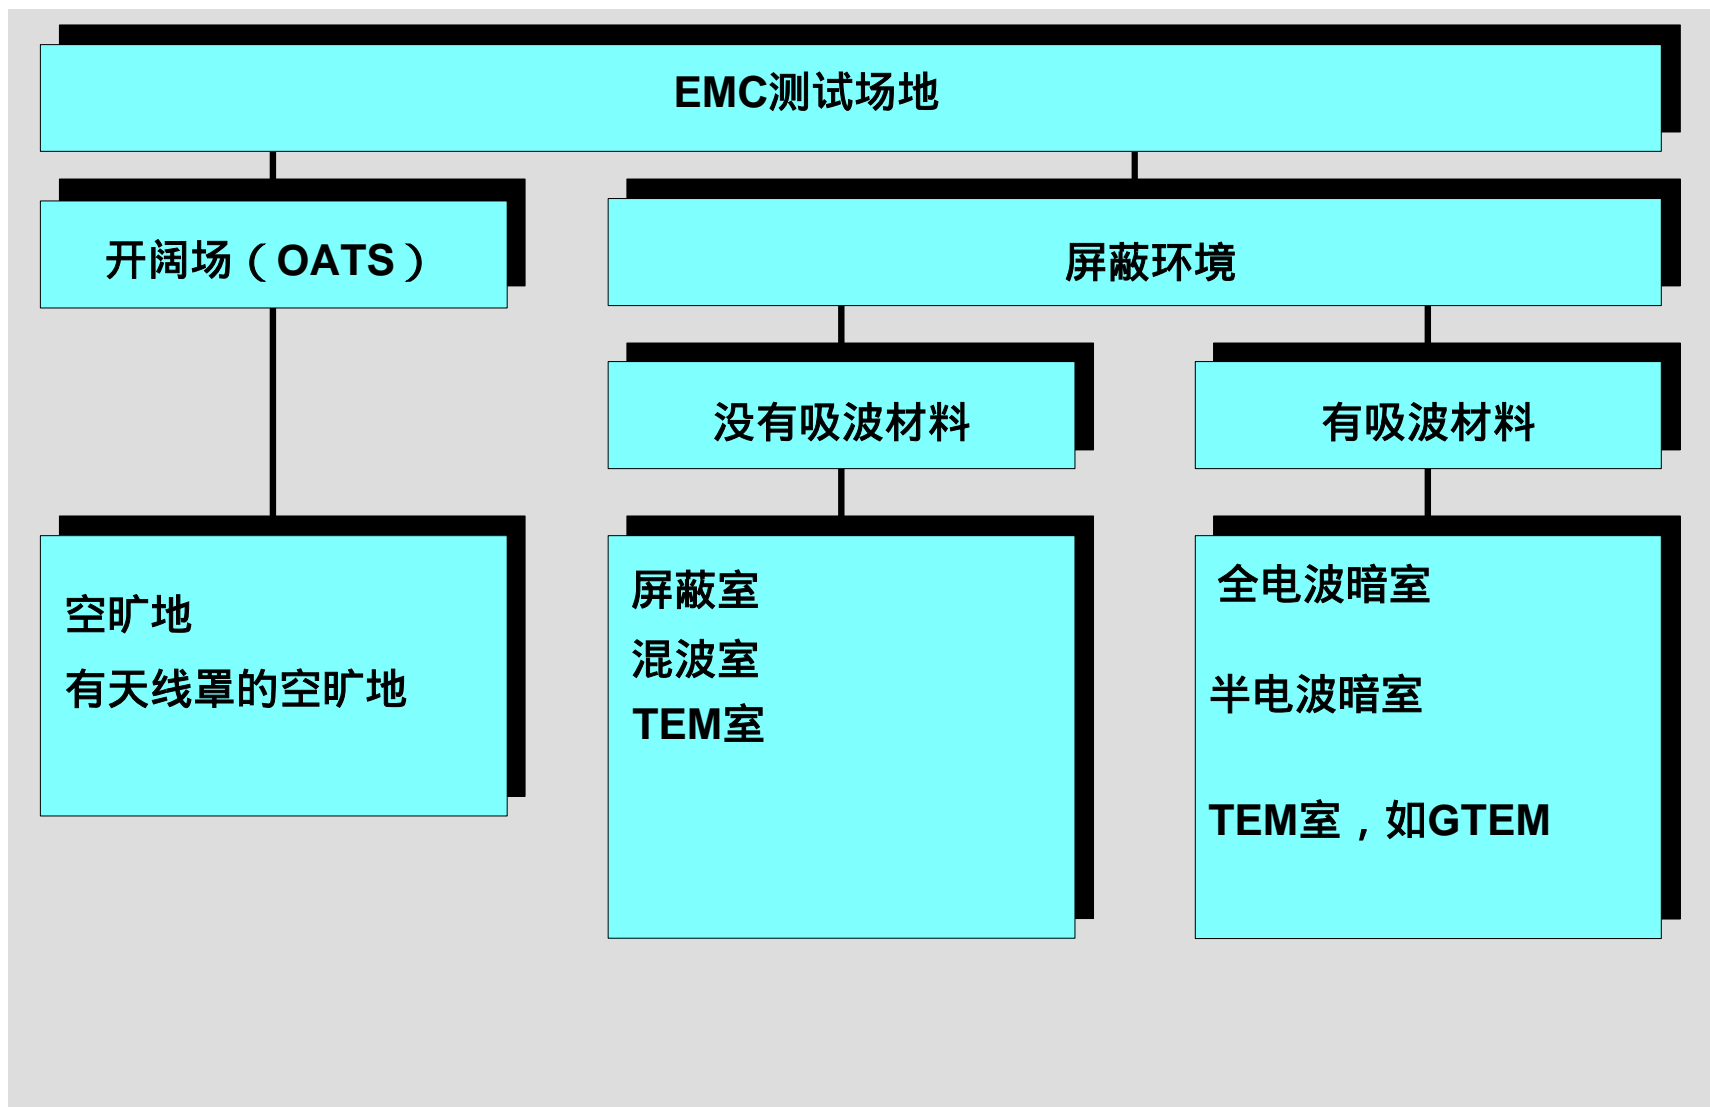 EMC测试场地
开阔场（OATS）
屏蔽环境
没有吸波材料
有吸波材料
空旷地
有天线罩的空旷地
屏蔽室
混波室
TEM室
全电波暗室
半电波暗室
TEM室，如GTEM